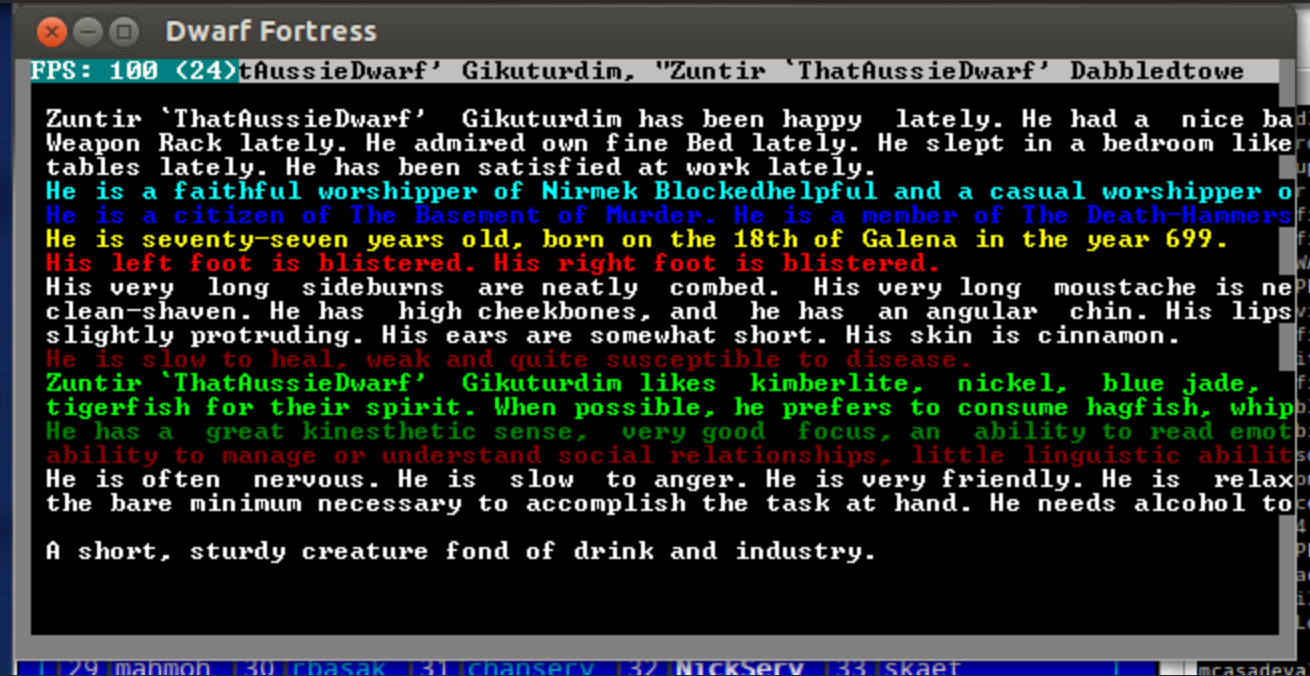 Dwarf Fortress
FPS: 100 (24)tAussieDwarf' Gikuturdim, "Zuntir `ThatAussieDwarf' Dabbledtowe
Zuntir `ThatAussieDwarf'  Gikuturdim has been happy  lately. He had a  nice ba
Weapon Rack lately. He admired own fine Bed lately. He slept in a bedroom like
tables lately. He has been satisfied at work lately.
He is a faithful worshipper of Nirmek Blockedhelpful and a casual worshipper o
He is a citizen of The Basement of Murder. He is a member of The Death-Hammers
He is seventy-seven years old, born on the 18th of Galena in the year 699.
His left foot is blistered. His right foot is blistered.
His very  long  sideburns  are neatly  combed.  His very long  moustache is ne
clean-shaven. He has  high cheekbones, and  he has  an angular  chin. His lips
slightly protruding. His ears are somewhat short. His skin is cinnamon.
He is slow to heal, weak and quite susceptible to disease.
Zuntir `ThatAussieDwarf'  Gikuturdim likes  kimberlite,  nickel,  blue jade,
tigerfish for their spirit. When possible, he prefers to consume hagfish, whip
He has a  great kinesthetic sense,  very good  focus, an  ability to read emot
ability to manage or understand social relationships, little linguistic abilit
He is often  nervous. He is  slow  to anger. He is very friendly. He is  relax
the bare minimum necessary to accomplish the task at hand. He needs alcohol to
A short, sturdy creature fond of drink and industry.
29 mahmoh 30 rbasak 31 chanserv 32 NickServ 33 skaet
mcasadeva